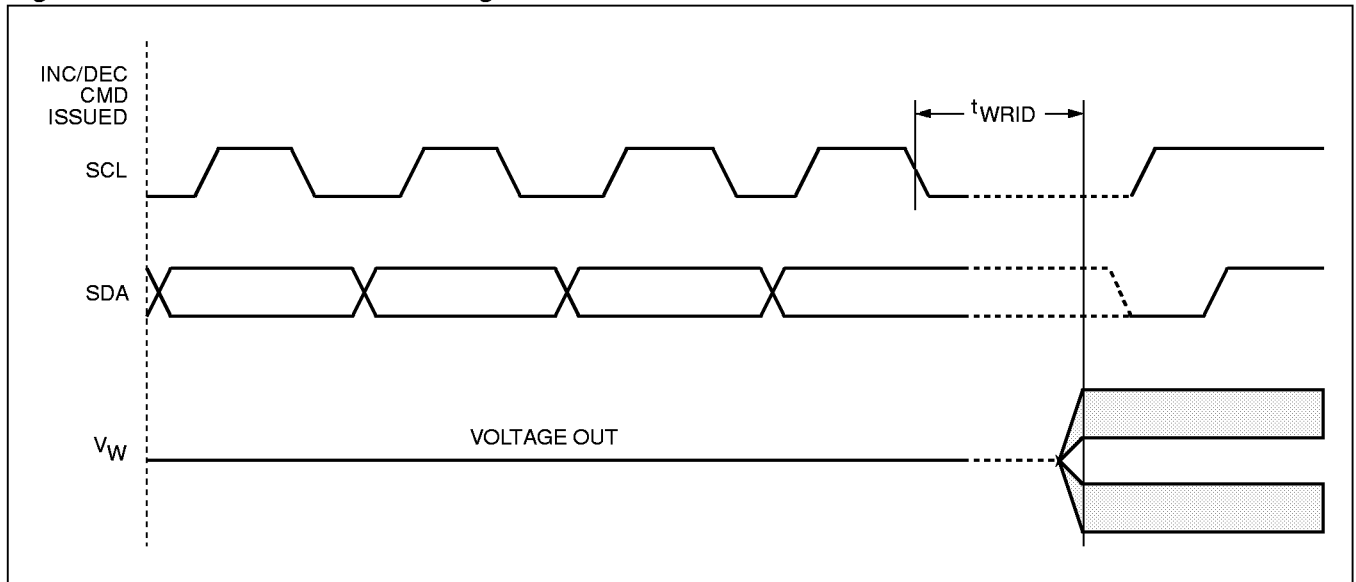 INC/DEC
CMD
ISSUED
tWRID
SCL
SDA
VOLTAGE OUT
VW